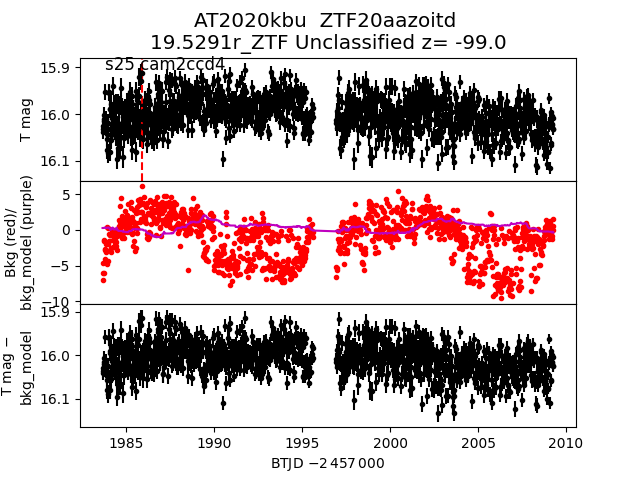 AT2020kbu ZTF20aazoitd
19.5291r_ZTF Unclassified z= -99.0
s25 cam2ccd4
15.9
16.0
16.1
T mag
5
0
−5
−10
Bkg (red)/
bkg_model (purple)
15.9
16.0
16.1
T mag −
bkg_model
1985
1990
1995
2000
2005
2010
BTJD −2 457 000